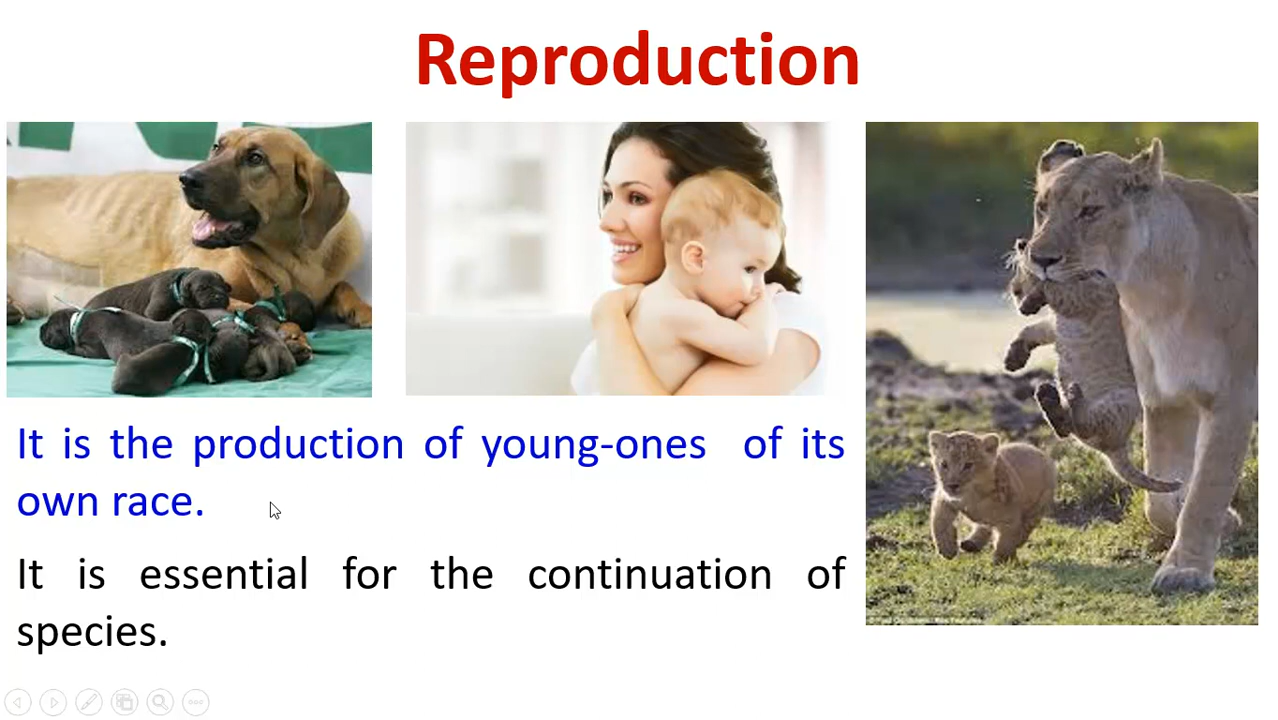 Reproduction
It is the production of young-ones of its
own race.
It is essential for the continuation of
species.